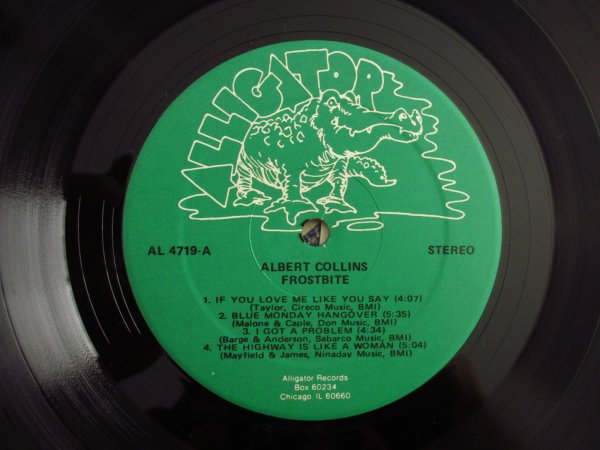 ALLIGATOR
AL 4719-A
STEREO
ALBERT COLLINS
FROSTBITE
1. IF YOU LOVE ME LIKE YOU SAY (4:07)
(Taylor, Cireco Music, BMI)
2. BLUE MONDAY HANGOVER (5:35)
(Malone & Caple, Don Music, BMI)
3. I GOT A PROBLEM (4:34)
(Barge & Anderson, Sabarco Music, BMI)
4. THE HIGHWAY IS LIKE A WOMAN (5:04)
(Mayfield & James, Ninaday Music, BMI)
Alligator Records
Box 60234
Chicago IL 60660